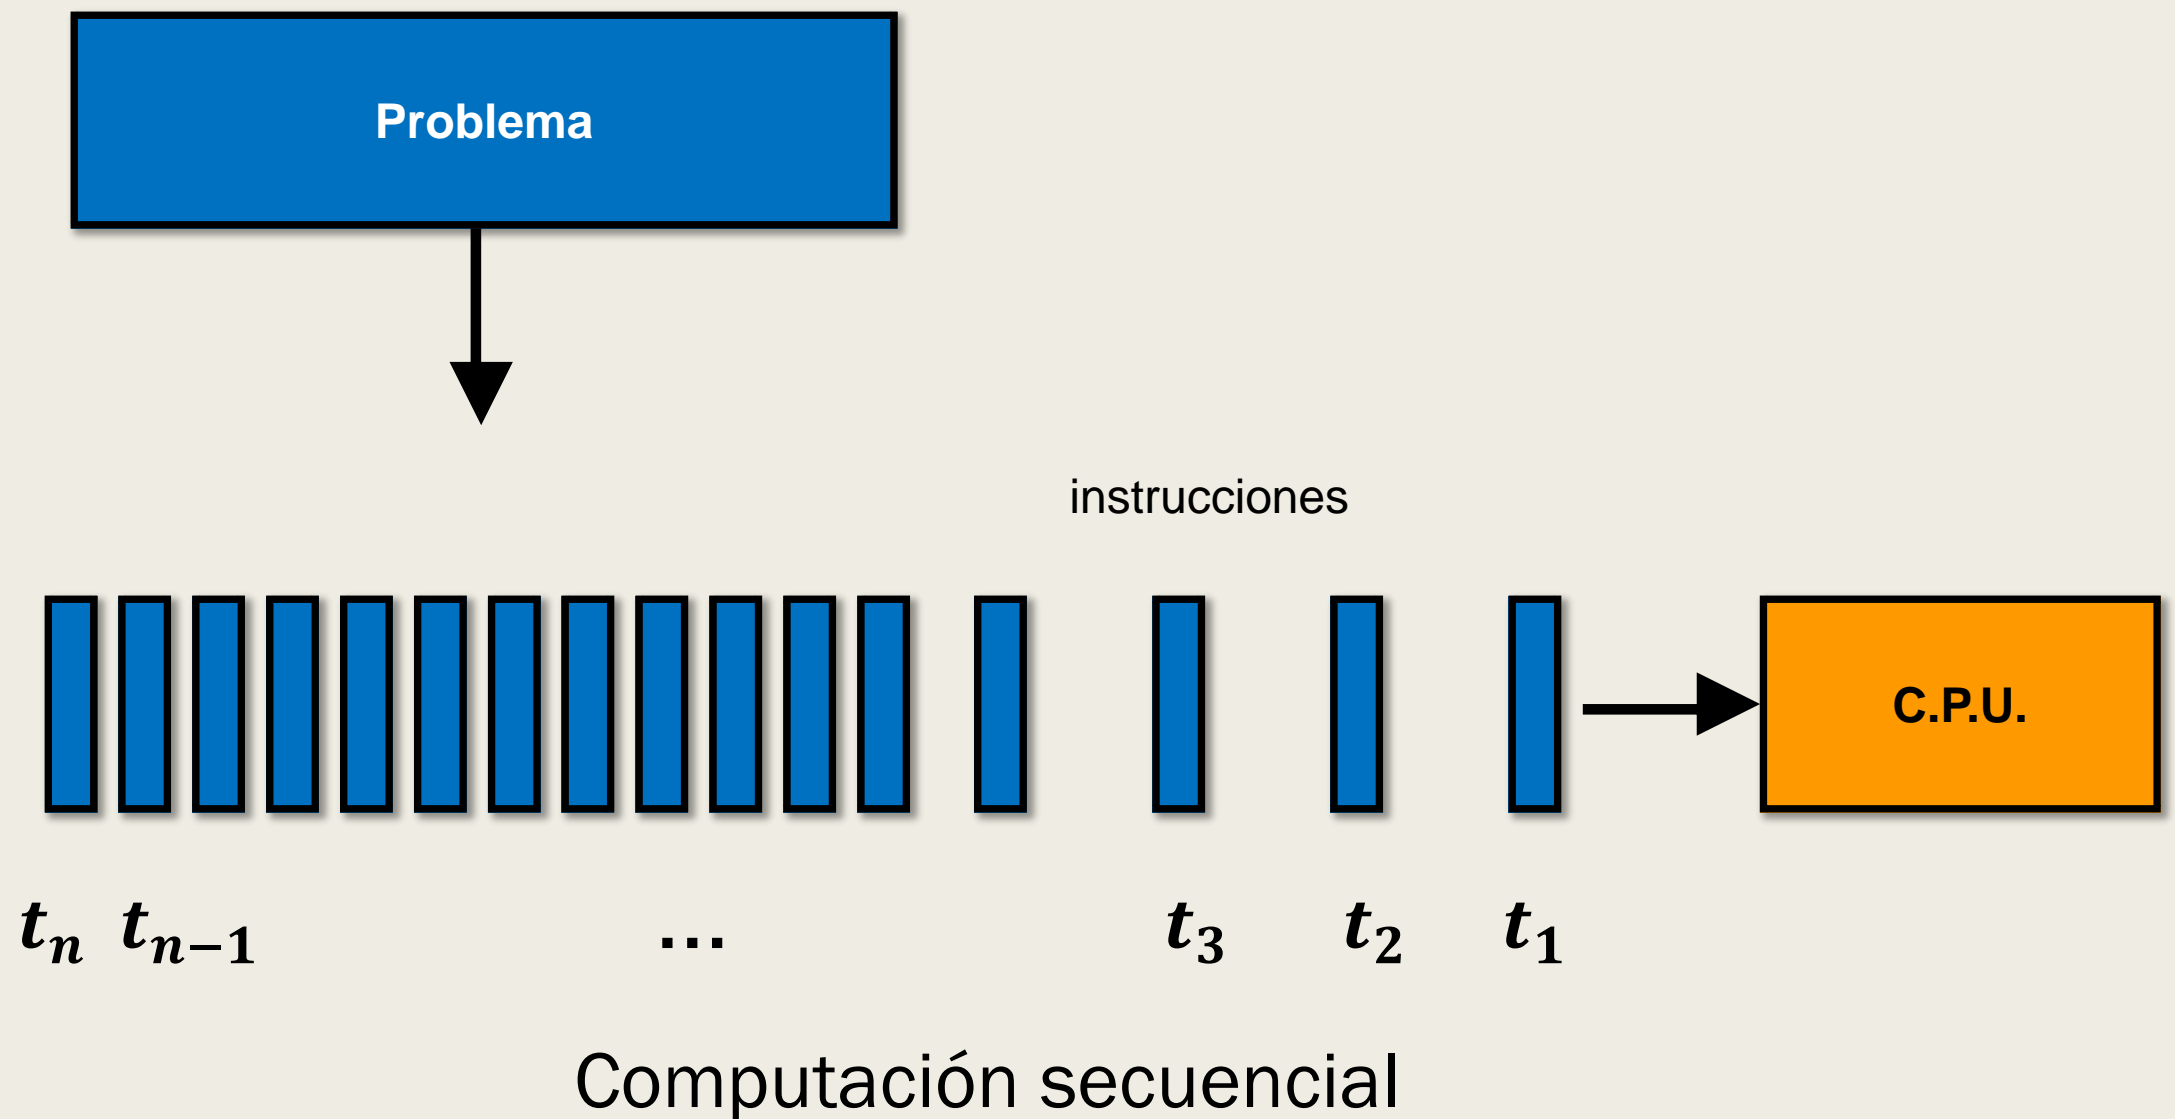 Problema
instrucciones
C.P.U.
tₙ tₙ₋₁ ... t₃ t₂ t₁
Computación secuencial